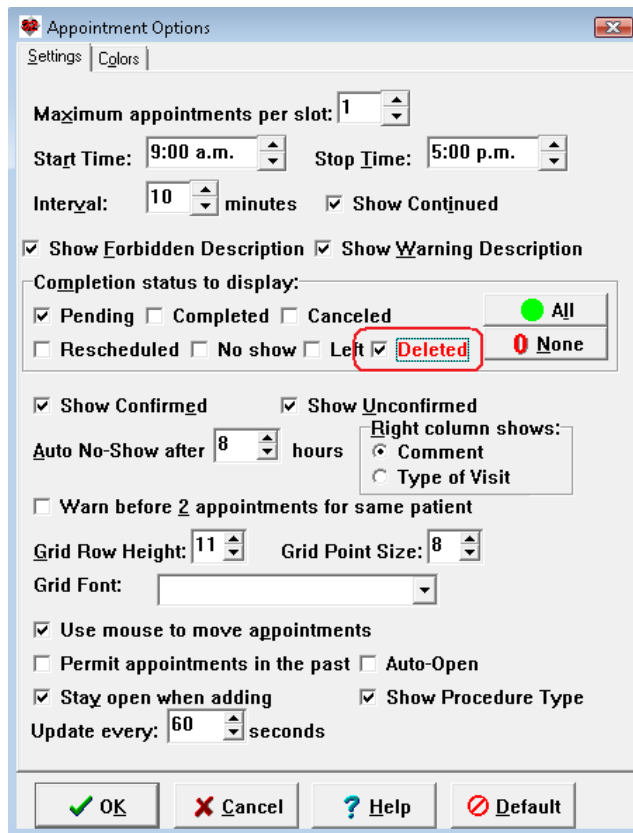 Appointment Options
Settings Colors
Maximum appointments per slot: 1
Start Time: 9:00 a.m. Stop Time: 5:00 p.m.
Interval: 10 minutes Show Continued
Show Forbidden Description Show Warning Description
Completion status to display:
Pending Completed Canceled All
Rescheduled No show Left Deleted None
Show Confirmed Show Unconfirmed
Right column shows:
Auto No-Show after 8 hours Comment
Type of Visit
Warn before 2 appointments for same patient
Grid Row Height: 11 Grid Point Size: 8
Grid Font:
Use mouse to move appointments
Permit appointments in the past Auto-Open
Stay open when adding Show Procedure Type
Update every: 60 seconds
OK Cancel Help Default